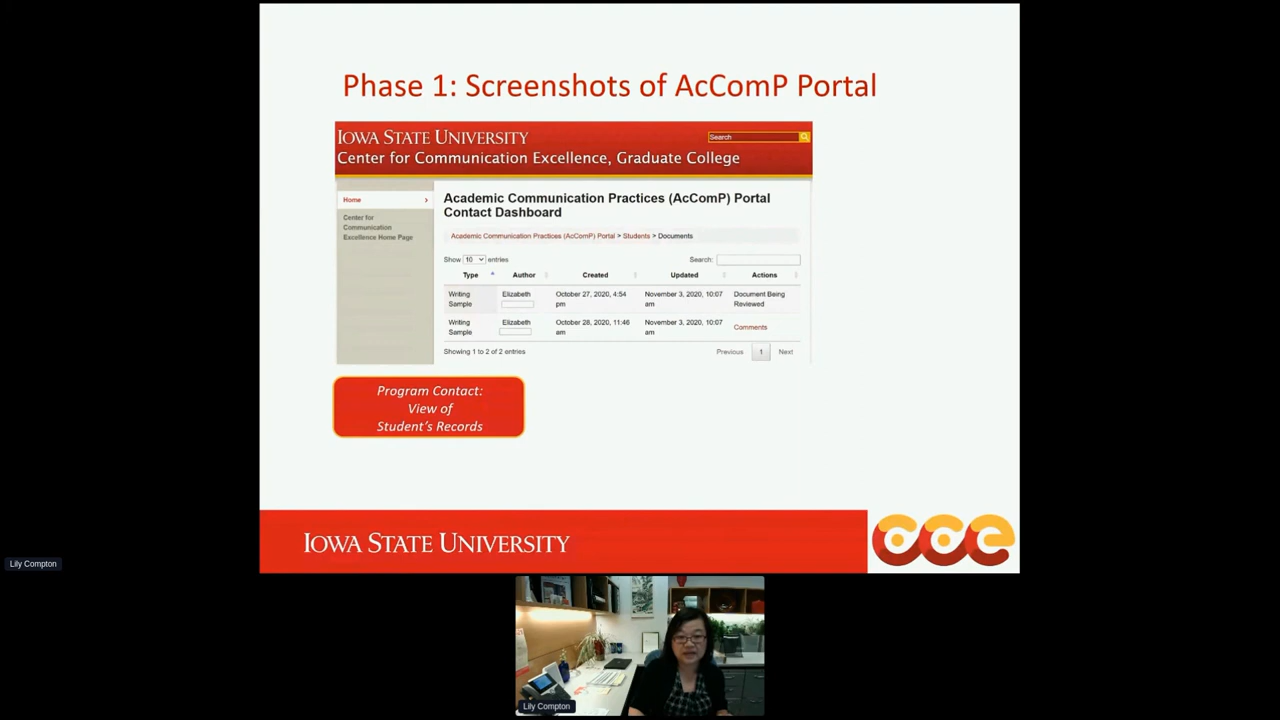 Phase 1: Screenshots of AcComP Portal
IOWA STATE UNIVERSITY
Search
Center for Communication Excellence, Graduate College
Home
Center for
Communication
Excellence Home Page
Academic Communication Practices (AcComP) Portal
Contact Dashboard
Academic Communication Practices (AcComP) Portal > Students > Documents
Show 10 entries
Search:
Type Author Created Updated Actions
Writing Sample Elizabeth October 27, 2020, 4:54 pm November 3, 2020, 10:07 am Document Being Reviewed
Writing Sample Elizabeth October 28, 2020, 11:46 am November 3, 2020, 10:07 am Comments
Showing 1 to 2 of 2 entries
Previous 1 Next
Program Contact:
View of
Student's Records
IOWA STATE UNIVERSITY
cce
Lily Compton
Lily Compton